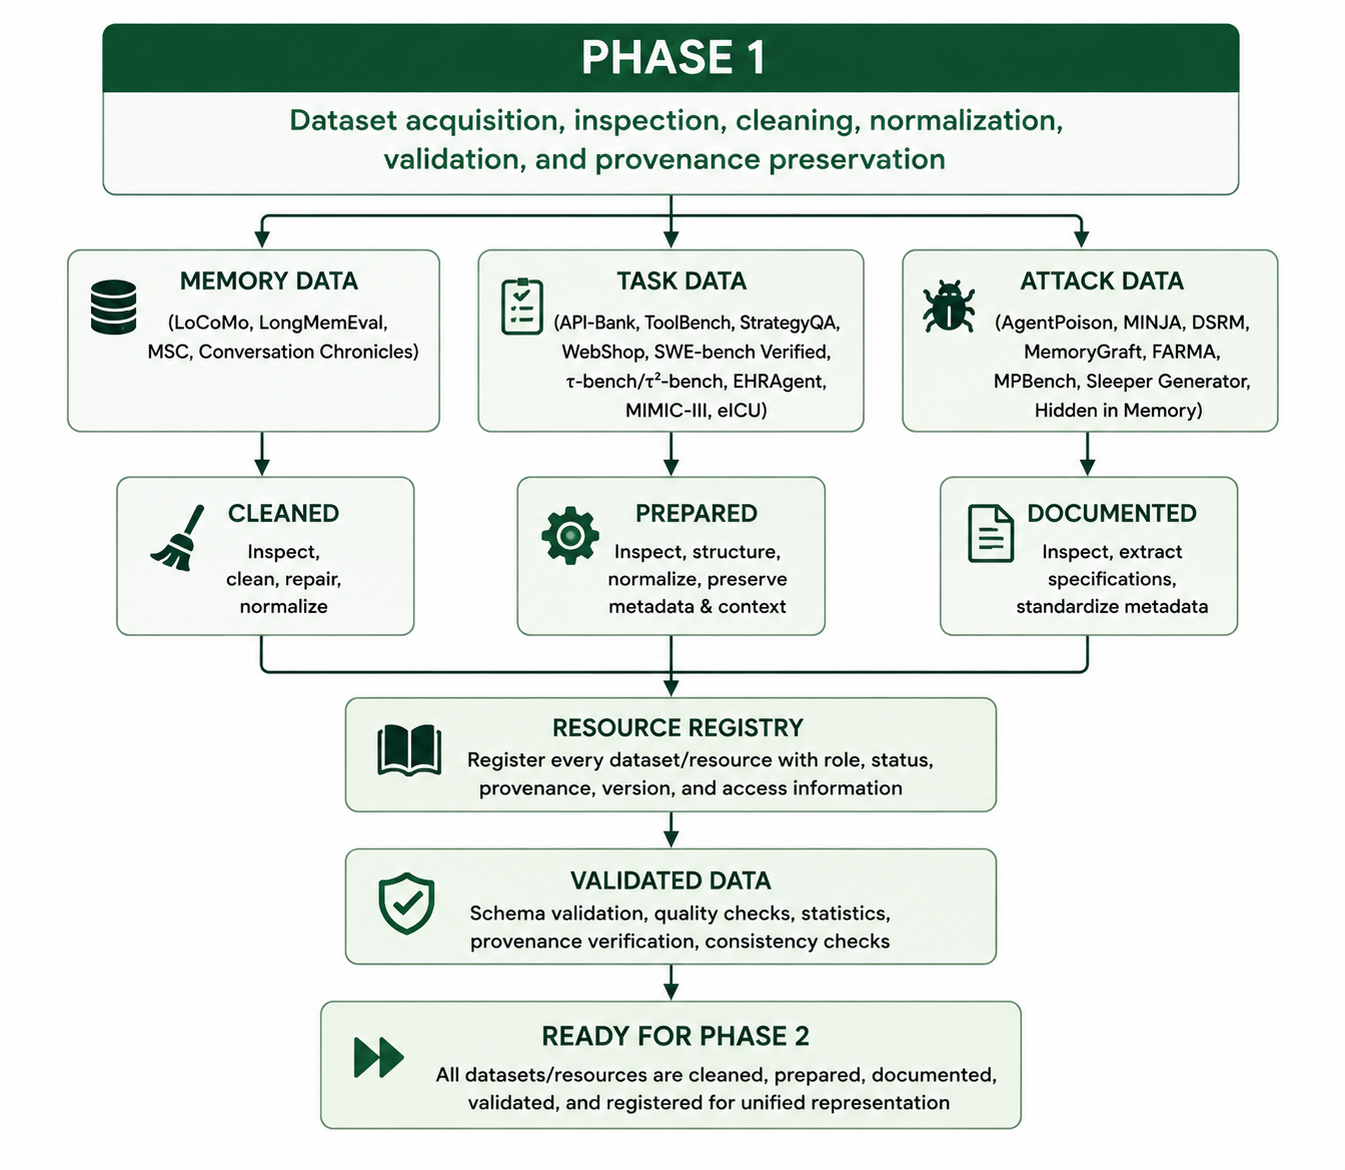 PHASE 1
Dataset acquisition, inspection, cleaning, normalization,
validation, and provenance preservation
MEMORY DATA
(LoCoMo, LongMemEval,
MSC, Conversation Chronicles)
TASK DATA
(API-Bank, ToolBench, StrategyQA,
WebShop, SWE-bench Verified,
τ-bench/τ²-bench, EHRAgent,
MIMIC-III, eICU)
ATTACK DATA
(AgentPoison, MINJA, DSRM,
MemoryGraft, FARMA,
MPBench, Sleeper Generator,
Hidden in Memory)
CLEANED
Inspect,
clean, repair,
normalize
PREPARED
Inspect, structure,
normalize, preserve
metadata & context
DOCUMENTED
Inspect, extract
specifications,
standardize metadata
RESOURCE REGISTRY
Register every dataset/resource with role, status,
provenance, version, and access information
VALIDATED DATA
Schema validation, quality checks, statistics,
provenance verification, consistency checks
READY FOR PHASE 2
All datasets/resources are cleaned, prepared, documented,
validated, and registered for unified representation